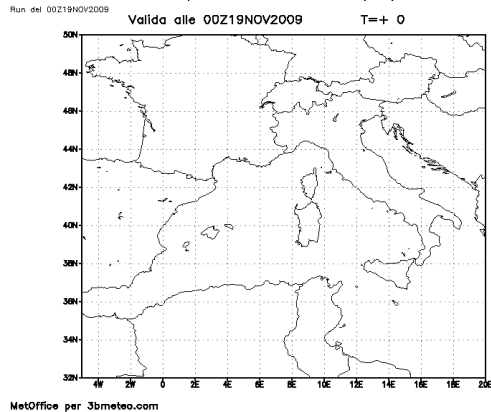 Run del 00Z19NOV2009
Valida alle 00Z19NOV2009 T=+ 0
50N
48N
46N
44N
42N
40N
38N
36N
34N
32N
4W 2W 0 2E 4E 6E 8E 10E 12E 14E 16E 18E 20E
MetOffice per 3bmeteo.com